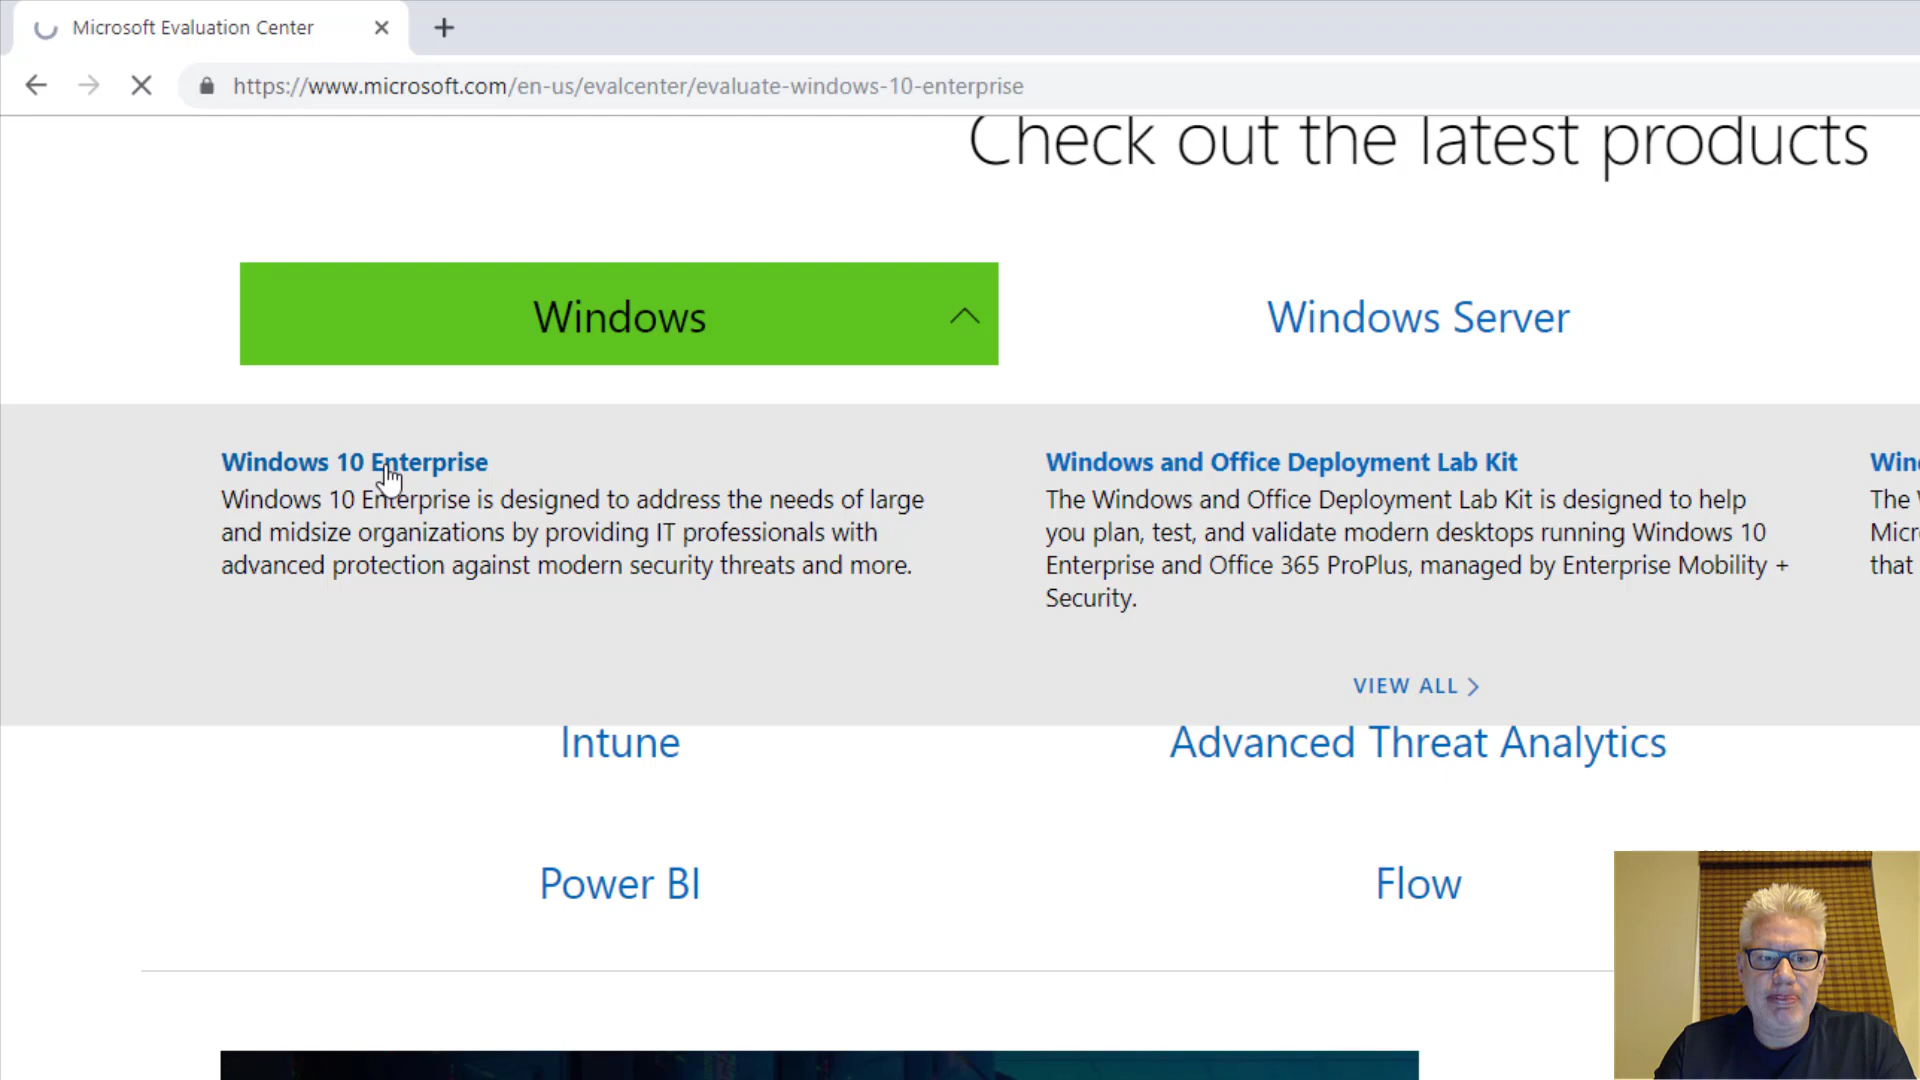 Microsoft Evaluation Center
https://www.microsoft.com/en-us/evalcenter/evaluate-windows-10-enterprise
Check out the latest products
Windows
Windows Server
Windows 10 Enterprise
Windows 10 Enterprise is designed to address the needs of large
and midsize organizations by providing IT professionals with
advanced protection against modern security threats and more.
Windows and Office Deployment Lab Kit
The Windows and Office Deployment Lab Kit is designed to help
you plan, test, and validate modern desktops running Windows 10
Enterprise and Office 365 ProPlus, managed by Enterprise Mobility +
Security.
The
that
VIEW ALL
Intune
Advanced Threat Analytics
Power BI
Flow